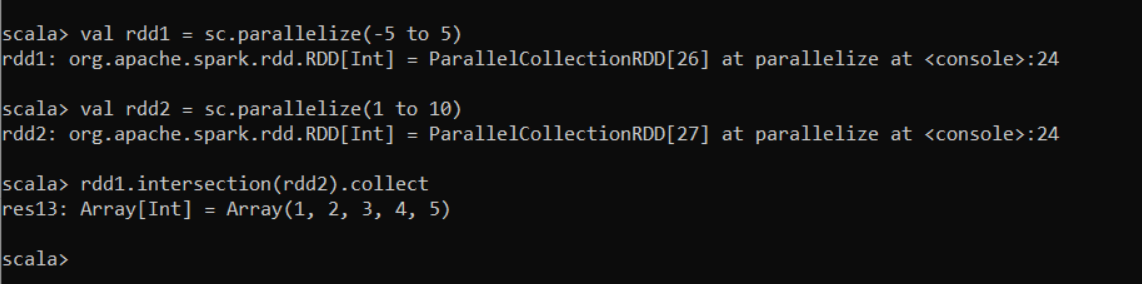 scala> val rdd1 = sc.parallelize(-5 to 5)
rdd1: org.apache.spark.rdd.RDD[Int] = ParallelCollectionRDD[26] at parallelize at <console>:24
scala> val rdd2 = sc.parallelize(1 to 10)
rdd2: org.apache.spark.rdd.RDD[Int] = ParallelCollectionRDD[27] at parallelize at <console>:24
scala> rdd1.intersection(rdd2).collect
res13: Array[Int] = Array(1, 2, 3, 4, 5)
scala>